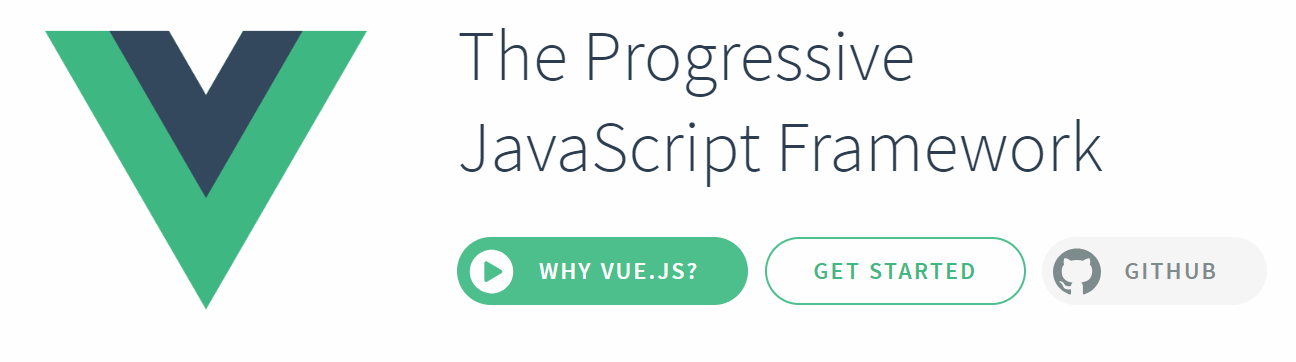 The Progressive
JavaScript Framework
WHY VUE.JS? GET STARTED GITHUB